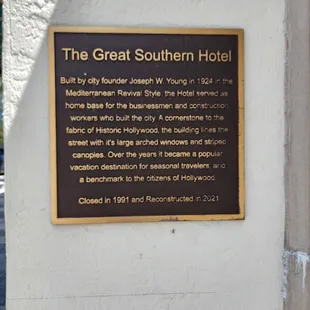 The Great Southern Hotel
Built by city founder Joseph W. Young in 1924 in the
Mediterranean Revival Style, the Hotel served as
home base for the businessmen and construction
workers who built the city. A cornerstone to the
fabric of Historic Hollywood, the building lines the
street with it's large arched windows and striped
canopies. Over the years it became a popular
vacation destination for seasonal travelers, and
a benchmark to the citizens of Hollywood.
Closed in 1991 and Reconstructed in 2021